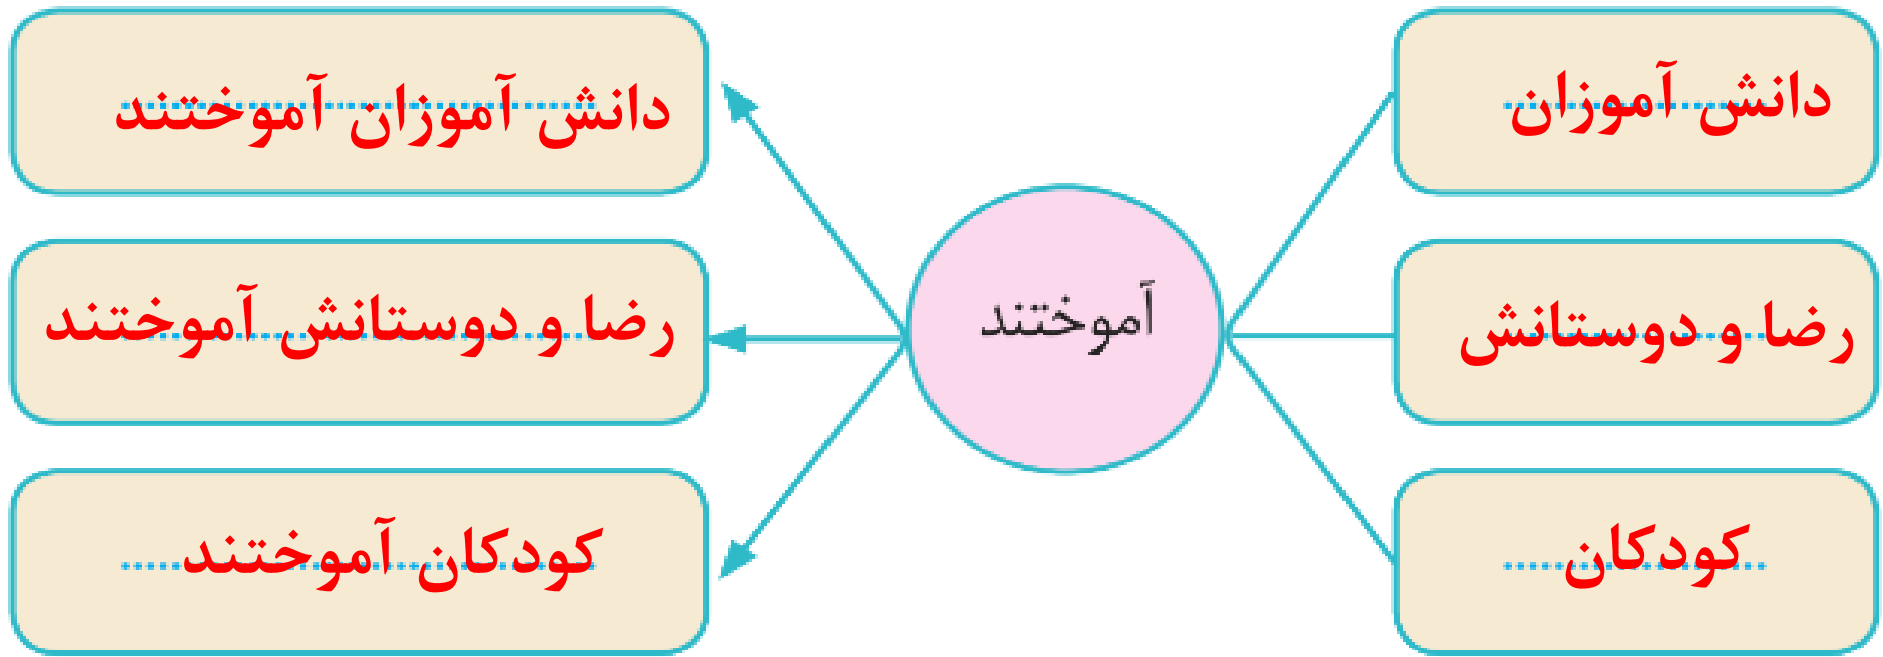 دانش آموزان
رضا و دوستانش
کودکان
آموختند
دانش آموزان آموختند
رضا و دوستانش آموختند
کودکان آموختند